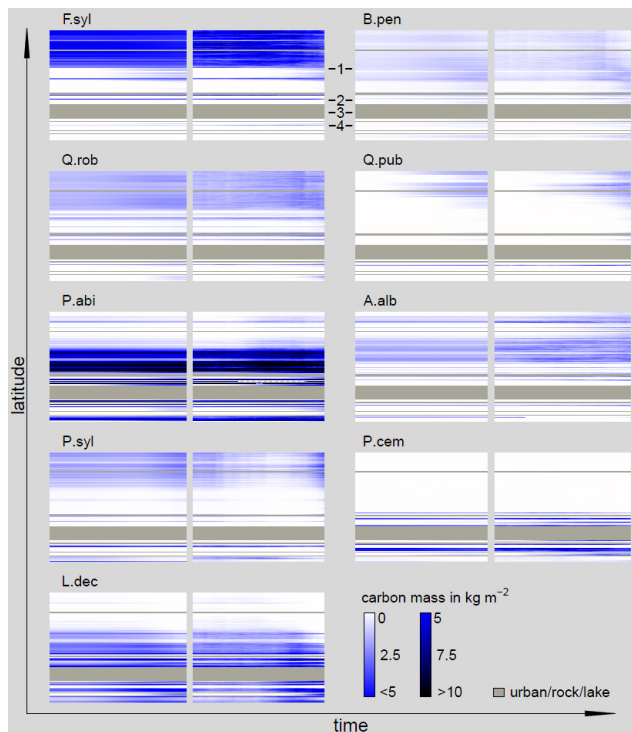 F.syl
B.pen
−1−
−2−
−3−
−4−
Q.rob
Q.pub
P.abi
A.alb
latitude
P.syl
P.cem
L.dec
carbon mass in kg m−2
0 5
2.5 7.5
<5 >10
urban/rock/lake
time